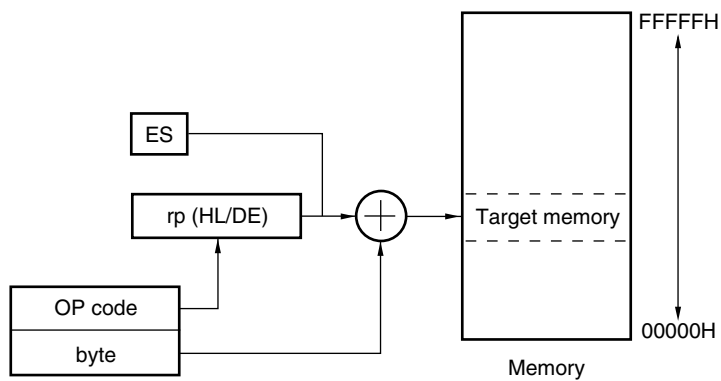 FFFFFH
ES
rp (HL/DE)
Target memory
OP code
byte
00000H
Memory